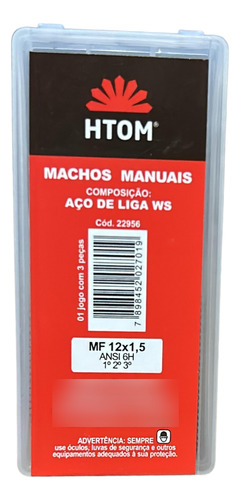 HTOM®
MACHOS MANUAIS
COMPOSIÇÃO:
AÇO DE LIGA WS
Cód. 22956
01 jogo com 3 peças
7 898452 027019
MF 12x1,5
ANSI 6H
1º 2º 3º
ADVERTÊNCIA: SEMPRE
use óculos, luvas de segurança e outros
equipamentos adequados à sua proteção.